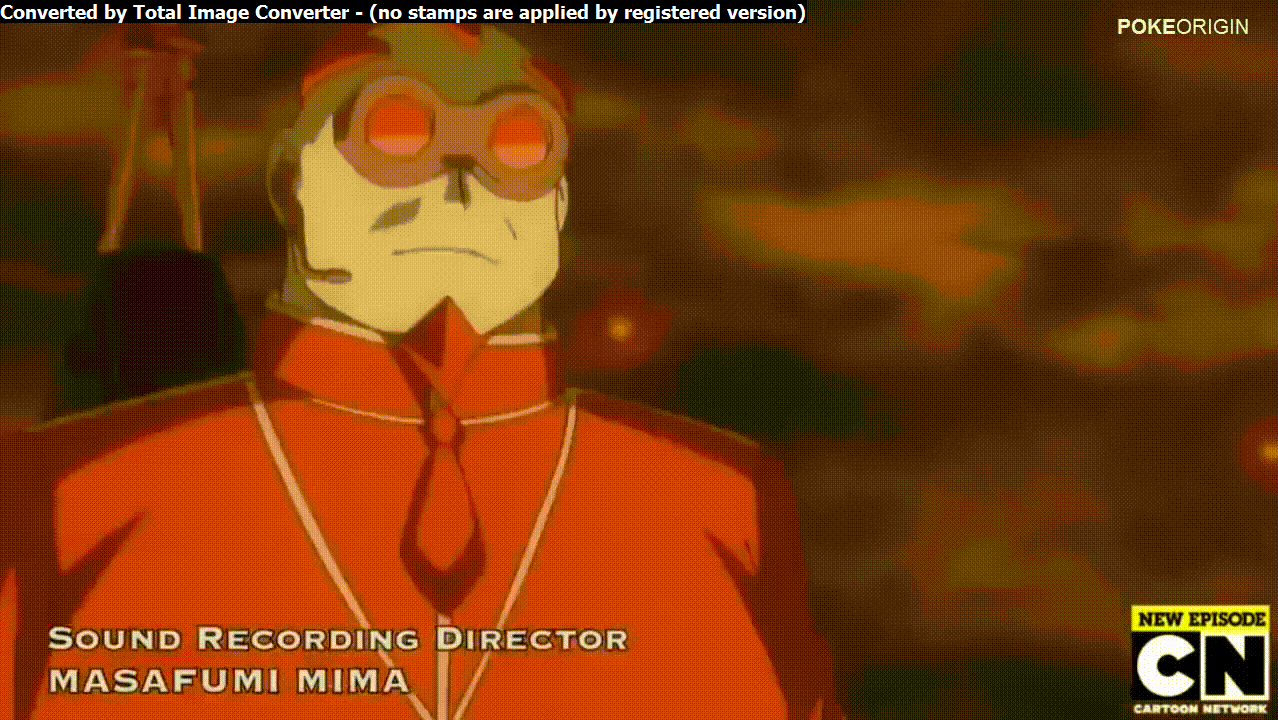 Converted by Total Image Converter - (no stamps are applied by registered version)
POKEORIGIN
Sound Recording Director
MASAFUMI MIMA
NEW EPISODE
CN
CARTOON NETWORK